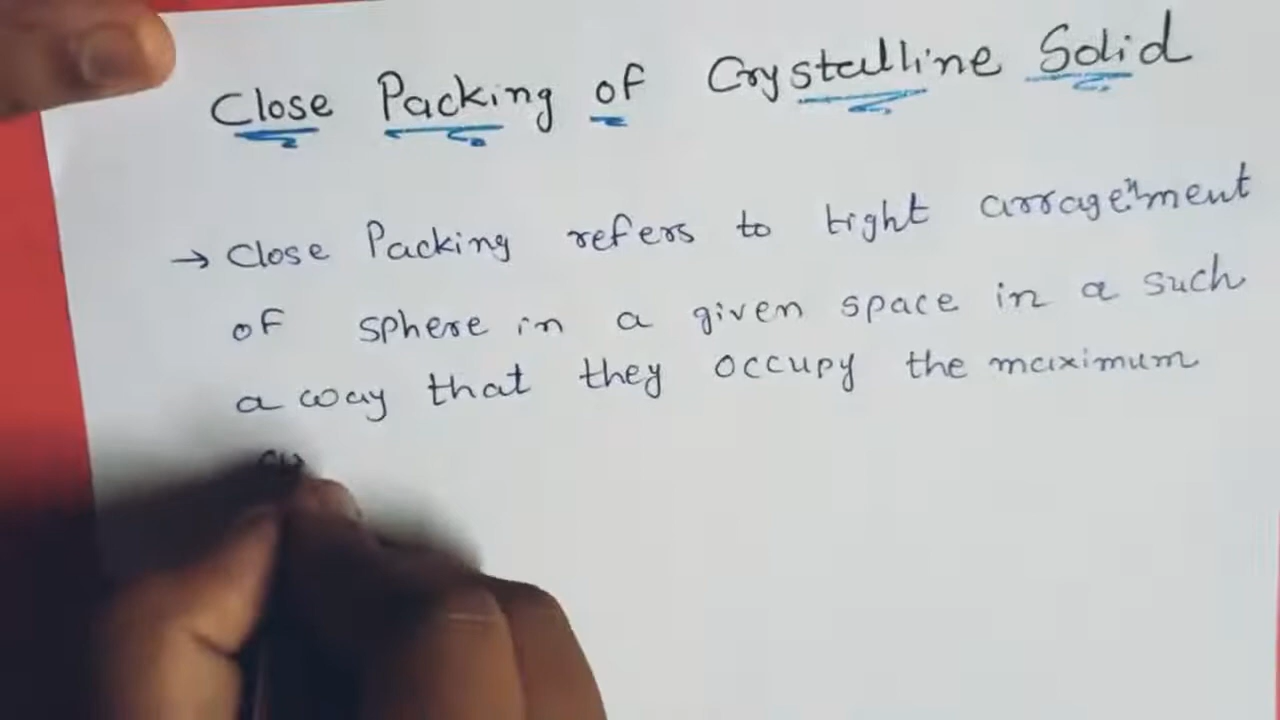 Close Packing of Crystalline Solid
→ Close Packing refers to tight arragenment
of sphere in a given space in a such
a way that they occupy the maximum